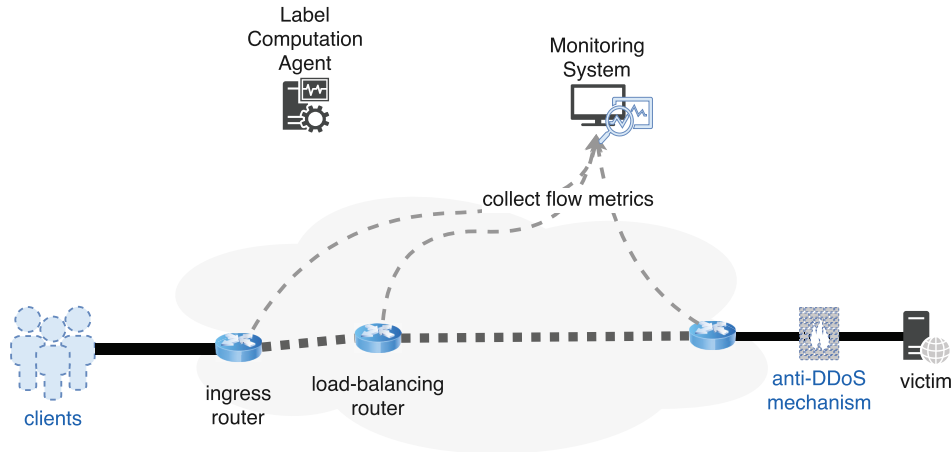 Label
Computation
Agent
Monitoring
System
collect flow metrics
clients
ingress
router
load-balancing
router
anti-DDoS
mechanism
victim